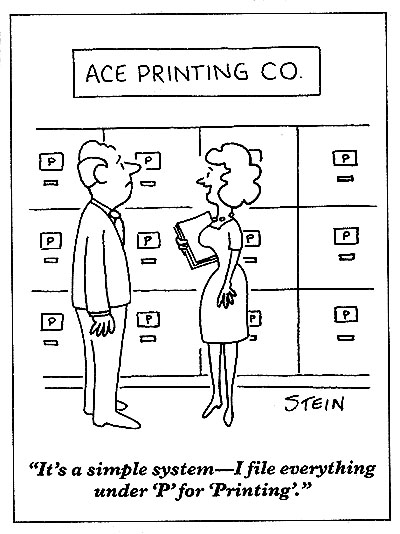 ACE PRINTING CO.
P P P P
P P P P
P P P P
STEIN
“It’s a simple system—I file everything
under ‘P’ for ‘Printing’.”